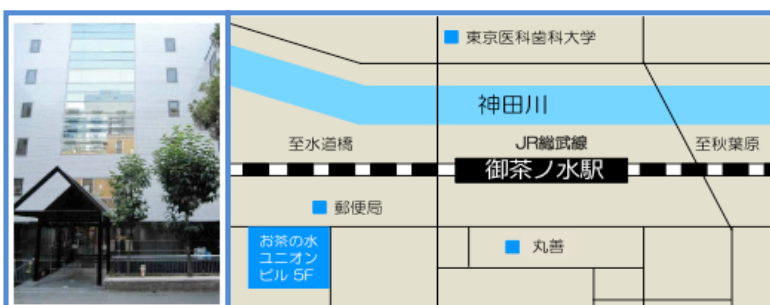 東京医科歯科大学
神田川
至水道橋
JR総武線
至秋葉原
御茶ノ水駅
郵便局
お茶の水
ユニオン
ビル 5F
丸善